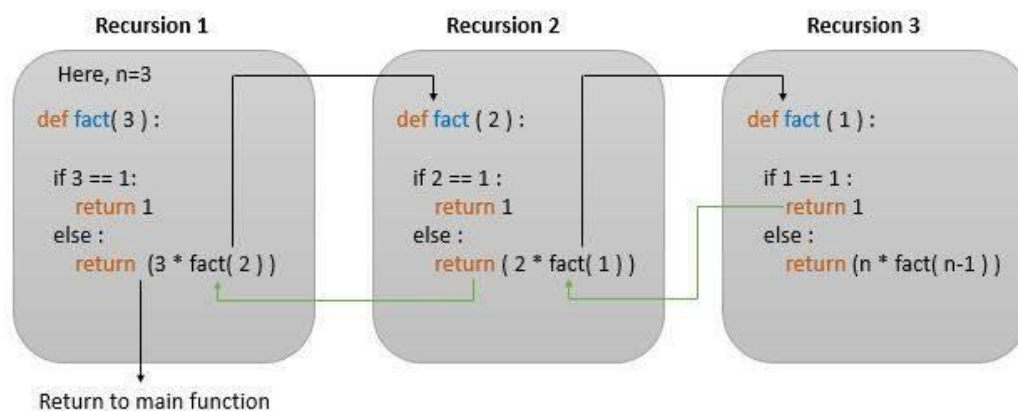 Recursion 1
Here, n=3
def fact( 3 ) :
if 3 == 1:
return 1
else :
return (3 * fact( 2 ) )
Return to main function
Recursion 2
def fact ( 2 ) :
if 2 == 1 :
return 1
else :
return ( 2 * fact( 1 ) )
Recursion 3
def fact ( 1 ) :
if 1 == 1 :
return 1
else :
return (n * fact( n-1 ) )